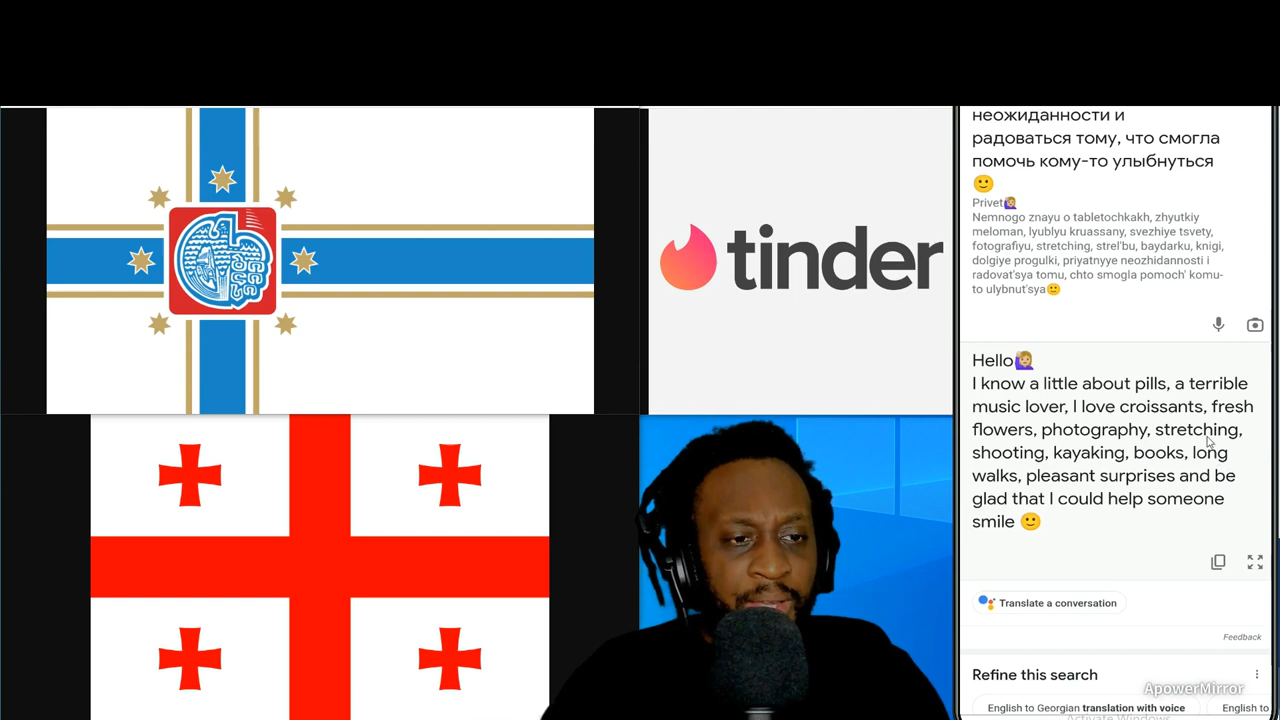 tinder
неожиданности и
радоваться тому, что смогла
помочь кому-то улыбнуться
🙂
Privet🙋🏼‍♀️
Nemnogo znayu o tabletochkakh, zhyutkiy
meloman, lyublyu kruassany, svezhiye tsvety,
fotografiyu, stretching, strel'bu, baydarku, knigi,
dolgiye progulki, priyatnyye neozhidannosti i
radovat'sya tomu, chto smogla pomoch' komu-
to ulybnut'sya🙂
Hello🙋🏼‍♀️
I know a little about pills, a terrible
music lover, I love croissants, fresh
flowers, photography, stretching,
shooting, kayaking, books, long
walks, pleasant surprises and be
glad that I could help someone
smile 🙂
Translate a conversation
Feedback
Refine this search
ApowerMirror
English to Georgian translation with voice
English to
Activate Windows